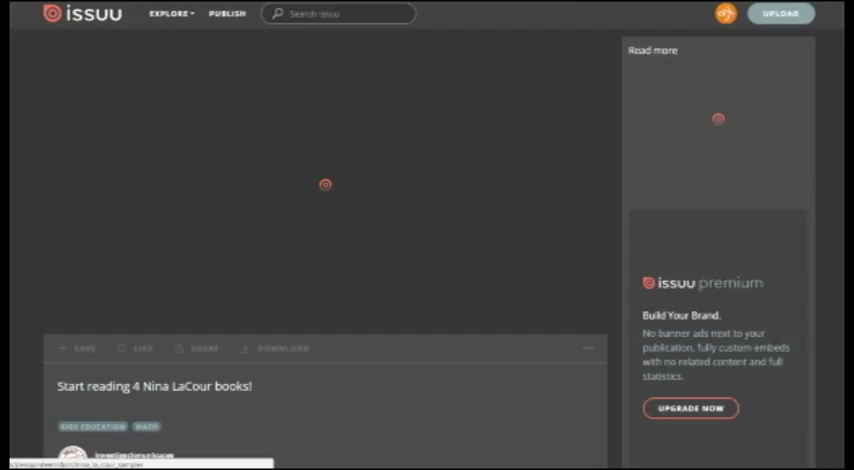 issuu EXPLORE PUBLISH Search issuu UPLOAD
Read more
issuu premium
Build Your Brand.
No banner ads next to your
publication, fully custom embeds
with no related content and full
statistics.
UPGRADE NOW
SAVE LIKE SHARE DOWNLOAD
Start reading 4 Nina LaCour books!
KIDS EDUCATION MATH